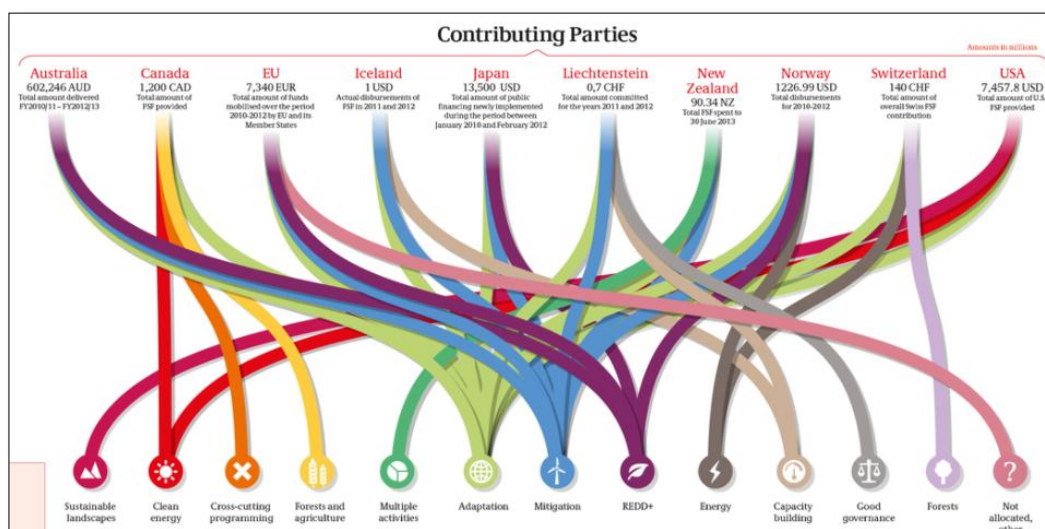 Contributing Parties
Amounts in millions
Australia
602,246 AUD
Total amount delivered
FY2010/11 – FY2012/13
Canada
1,200 CAD
Total amount of
FSF provided
EU
7,340 EUR
Total amount of funds
mobilised over the period
2010-2012 by EU and its
Member States
Iceland
1 USD
Actual disbursements of
FSF in 2011 and 2012
Japan
13,500 USD
Total amount of public
financing newly implemented
during the period between
January 2010 and February 2012
Liechtenstein
0,7 CHF
Total amount committed
for the years 2011 and 2012
New
Zealand
90.34 NZ
Total FSF spent to
30 June 2013
Norway
1226.99 USD
Total disbursements
for 2010-2012
Switzerland
140 CHF
Total amount of
overall Swiss FSF
contribution
USA
7,457.8 USD
Total amount of U.S.
FSF provided
Sustainable
landscapes
Clean
energy
Cross-cutting
programming
Forests and
agriculture
Multiple
activities
Adaptation
Mitigation
REDD+
Energy
Capacity
building
Good
governance
Forests
?
Not
allocated,
other